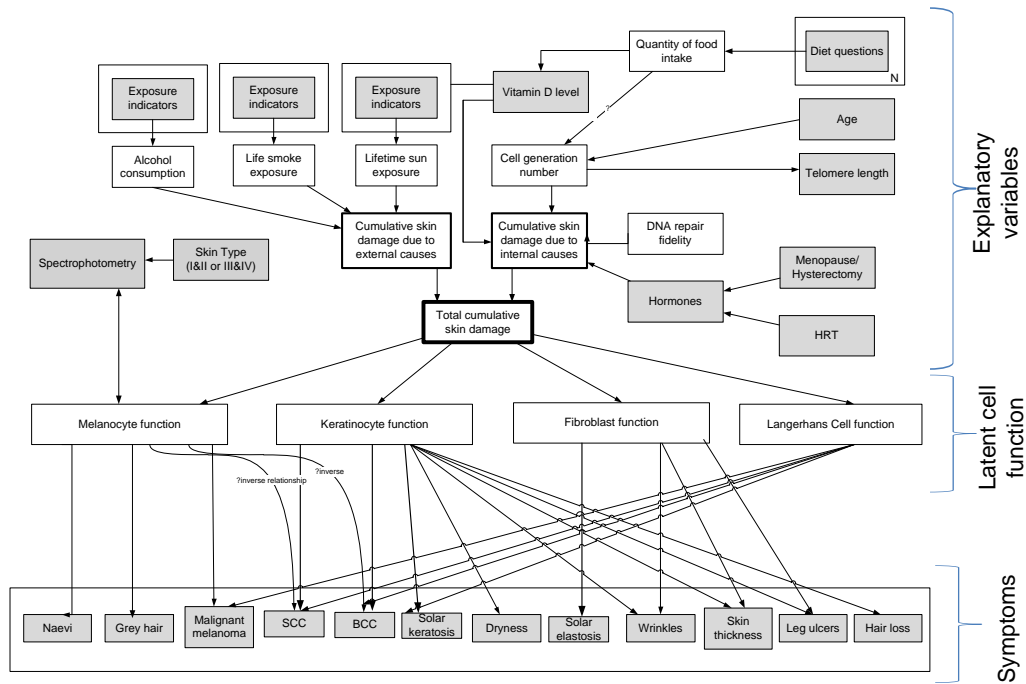 Quantity of food
intake
Diet questions
N
Exposure
indicators
Exposure
indicators
Exposure
indicators
Vitamin D level
?
Age
Alcohol
consumption
Life smoke
exposure
Lifetime sun
exposure
Cell generation
number
Telomere length
Explanatory
variables
Cumulative skin
damage due to
external causes
Cumulative skin
damage due to
internal causes
DNA repair
fidelity
Spectrophotometry
Skin Type
(I&II or III&IV)
Menopause/
Hysterectomy
Hormones
HRT
Total cumulative
skin damage
Melanocyte function
Keratinocyte function
Fibroblast function
Langerhans Cell function
Latent cell
function
?inverse
?inverse relationship
Naevi
Grey hair
Malignant
melanoma
SCC
BCC
Solar
keratosis
Dryness
Solar
elastosis
Wrinkles
Skin
thickness
Leg ulcers
Hair loss
Symptoms